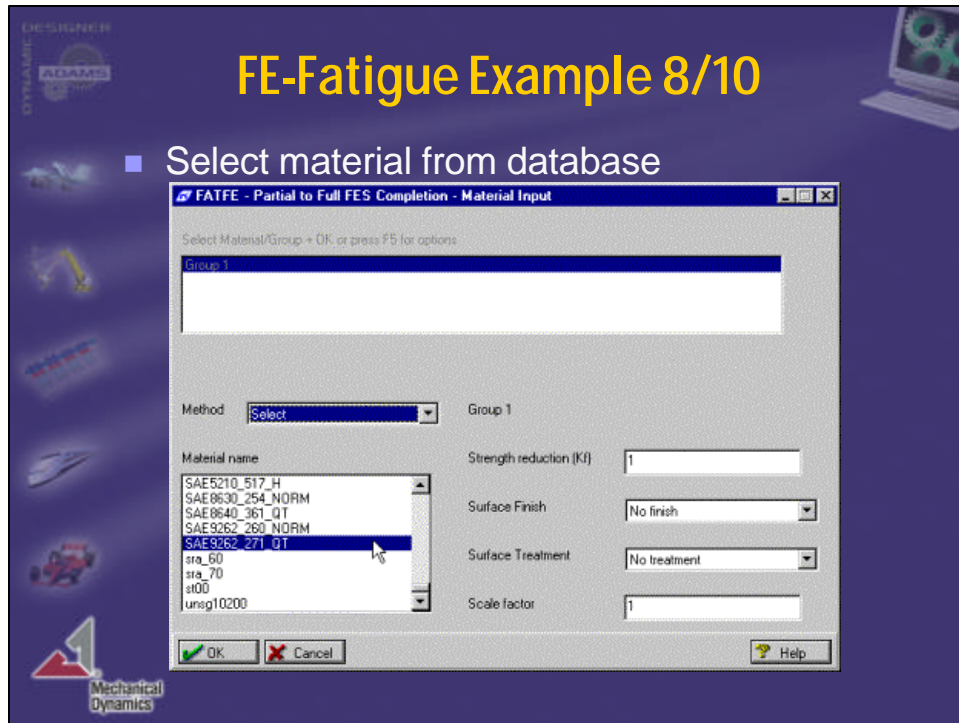 DESIGNER
DYNAMIC
ADAMS
FE-Fatigue Example 8/10
Select material from database
FATFE - Partial to Full FES Completion - Material Input
Select Material/Group + OK or press F5 for options
Group 1
Method
Select
Group 1
Material name
SAE5210_517_H
SAE8630_254_NORM
SAE8640_361_QT
SAE9262_260_NORM
SAE9262_271_QT
sra_60
sra_70
st00
unsg10200
Strength reduction (Kf)
1
Surface Finish
No finish
Surface Treatment
No treatment
Scale factor
1
OK
Cancel
Help
Mechanical
Dynamics